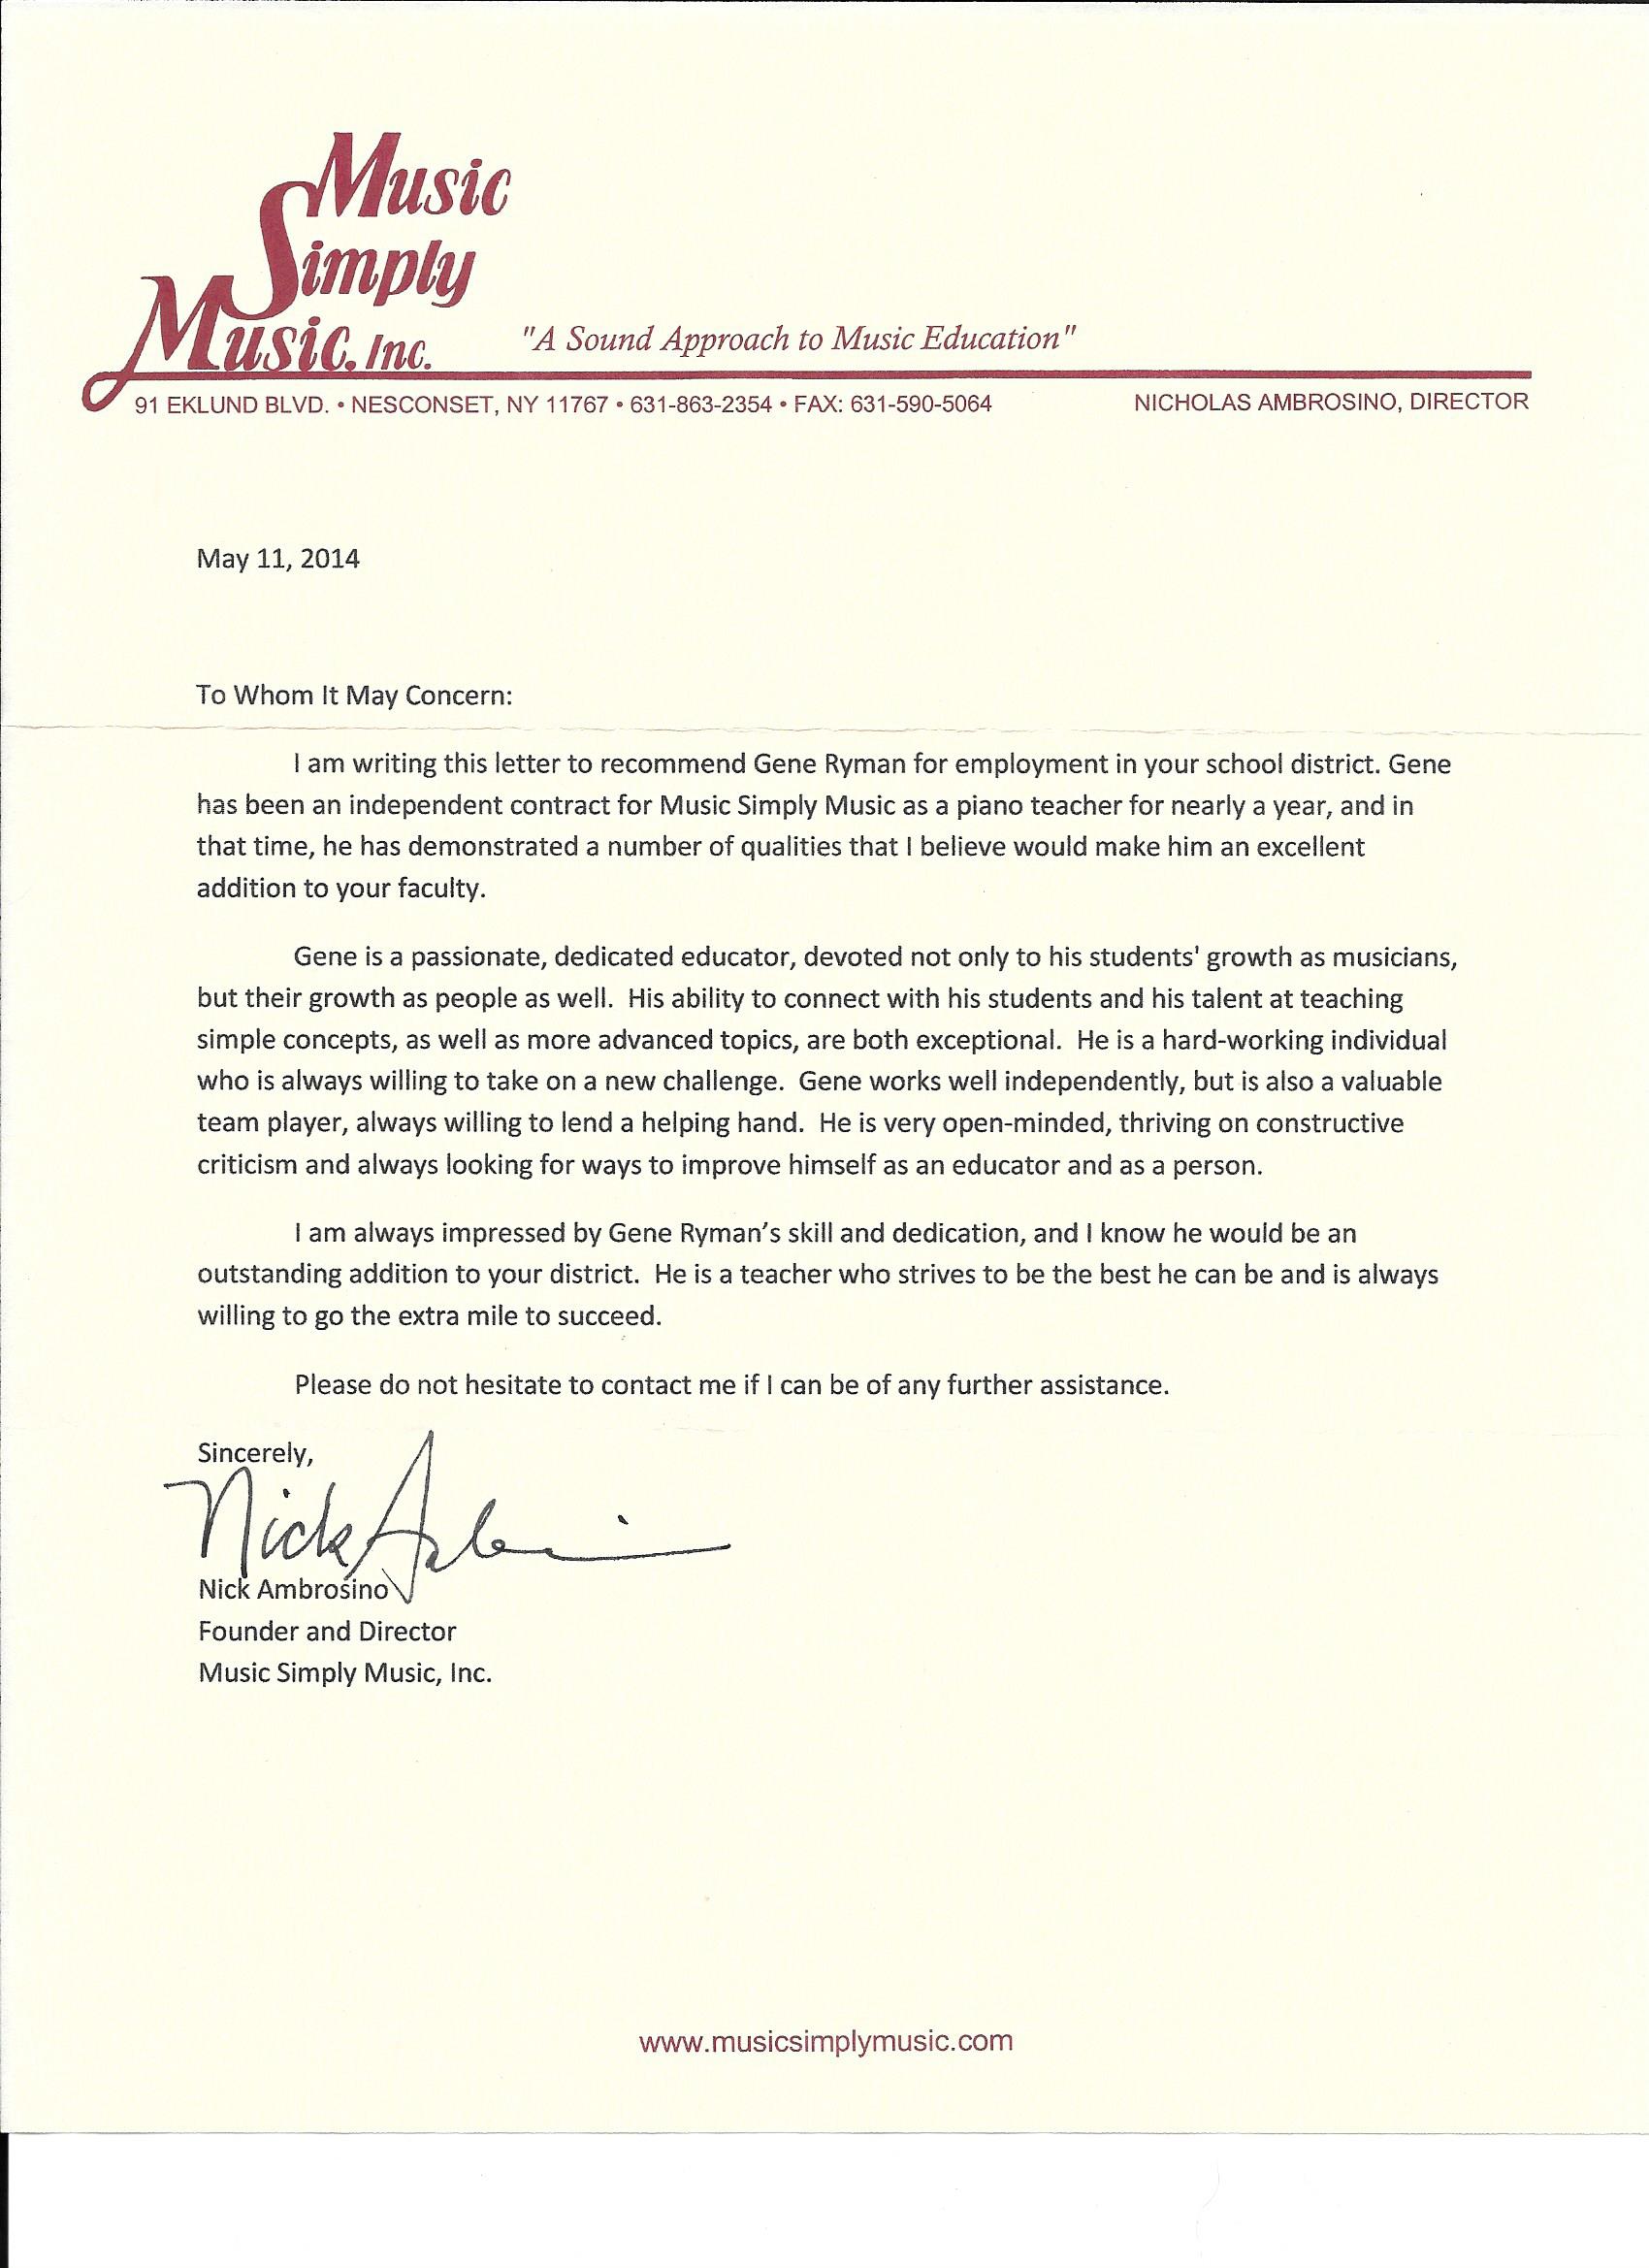 Music
Simply
Music, Inc.
"A Sound Approach to Music Education"
91 EKLUND BLVD. • NESCONSET, NY 11767 • 631-863-2354 • FAX: 631-590-5064
NICHOLAS AMBROSINO, DIRECTOR
May 11, 2014
To Whom It May Concern:
I am writing this letter to recommend Gene Ryman for employment in your school district. Gene
has been an independent contract for Music Simply Music as a piano teacher for nearly a year, and in
that time, he has demonstrated a number of qualities that I believe would make him an excellent
addition to your faculty.
Gene is a passionate, dedicated educator, devoted not only to his students' growth as musicians,
but their growth as people as well.  His ability to connect with his students and his talent at teaching
simple concepts, as well as more advanced topics, are both exceptional.  He is a hard-working individual
who is always willing to take on a new challenge.  Gene works well independently, but is also a valuable
team player, always willing to lend a helping hand.  He is very open-minded, thriving on constructive
criticism and always looking for ways to improve himself as an educator and as a person.
I am always impressed by Gene Ryman’s skill and dedication, and I know he would be an
outstanding addition to your district.  He is a teacher who strives to be the best he can be and is always
willing to go the extra mile to succeed.
Please do not hesitate to contact me if I can be of any further assistance.
Sincerely,
Nick
Nick Ambrosino
Founder and Director
Music Simply Music, Inc.
www.musicsimplymusic.com